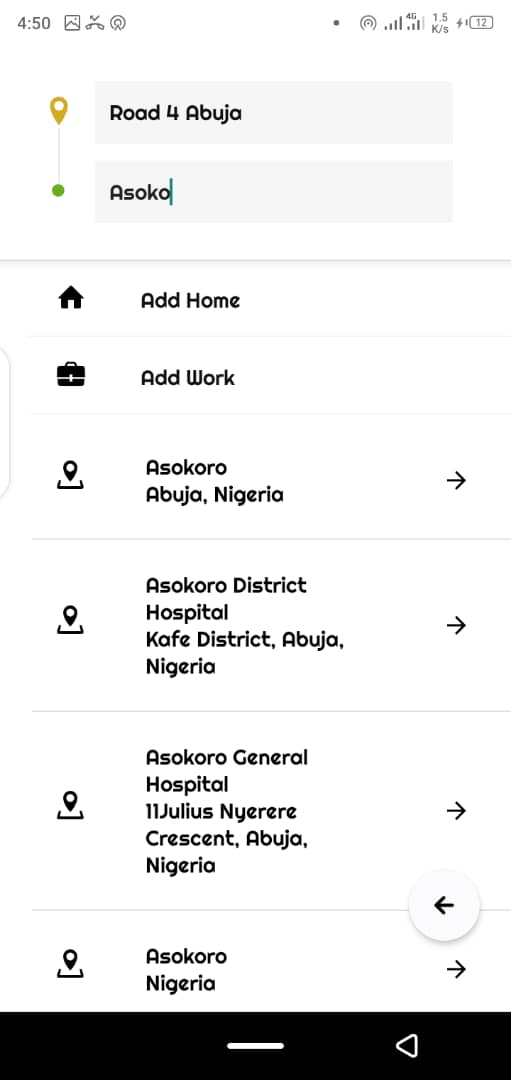 4:50
4G
1.5
K/s
12
Road 4 Abuja
Asoko
Add Home
Add Work
Asokoro
Abuja, Nigeria
Asokoro District
Hospital
Kafe District, Abuja,
Nigeria
Asokoro General
Hospital
11Julius Nyerere
Crescent, Abuja,
Nigeria
Asokoro
Nigeria